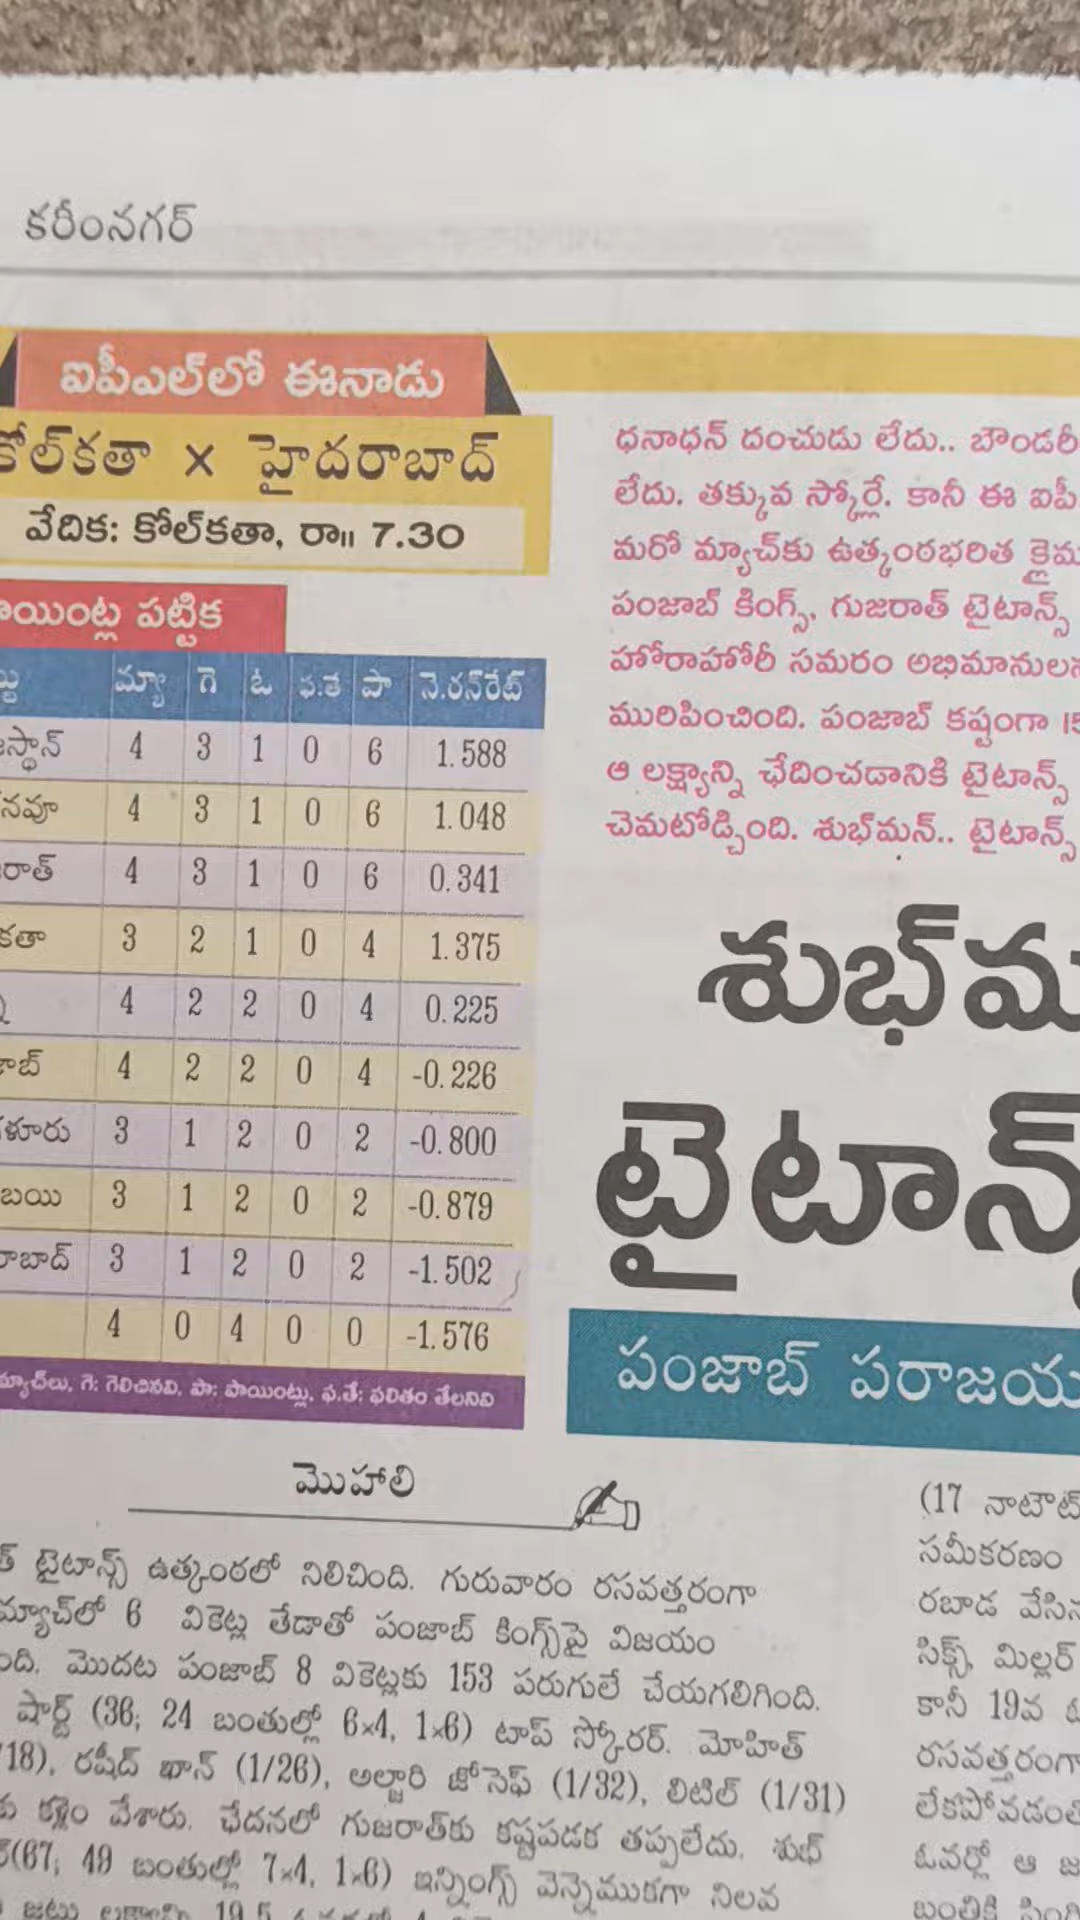 కరీంనగర్
ఐపీఎల్‌లో ఈనాడు
కోల్‌కతా x హైదరాబాద్
వేదిక: కోల్‌కతా, రా॥ 7.30
పట్టిక
మ్యా గె ఓ ఫ.తే పా నె.రన్‌రేట్
4 3 1 0 6 1.588
4 3 1 0 6 1.048
4 3 1 0 6 0.341
3 2 1 0 4 1.375
4 2 2 0 4 0.225
4 2 2 0 4 -0.226
3 1 2 0 2 -0.800
3 1 2 0 2 -0.879
3 1 2 0 2 -1.502
4 0 4 0 0 -1.576
గె: గెలిచినవి, పా: పాయింట్లు, ఫ.తే: ఫలితం తేలనివి
ధనాధన్ దంచుడు లేదు.. బౌండరీ
లేదు. తక్కువ స్కోర్లే. కానీ ఈ ఐపీ
మరో మ్యాచ్‌కు ఉత్కంఠభరిత
పంజాబ్ కింగ్స్, గుజరాత్ టైటాన్స్
హోరాహోరీ సమరం
మురిపించింది. పంజాబ్ కష్టంగా 15
ఆ లక్ష్యాన్ని ఛేదించడానికి టైటాన్స్
చెమటోడ్చింది. శుభ్‌మన్.. టైటాన్స్
శుభ్‌మ
టైటాన్స్
పంజాబ్ పరాజయ
మొహాలి
టైటాన్స్ ఉత్కంఠలో నిలిచింది. గురువారం రసవత్తరంగా
మ్యాచ్‌లో 6 వికెట్ల తేడాతో పంజాబ్ కింగ్స్‌పై విజయం
మొదట పంజాబ్ 8 వికెట్లకు 153 పరుగులే చేయగలిగింది.
షార్ట్ (36; 24 బంతుల్లో 6×4, 1×6) టాప్ స్కోరర్. మోహిత్
18), రషీద్ ఖాన్ (1/26), అల్జారి జోసెఫ్ (1/32), లిటిల్ (1/31)
కళ్లెం వేశారు. ఛేదనలో గుజరాత్‌కు కష్టపడక తప్పలేదు. శుభ్
(67; 49 బంతుల్లో 7×4, 1×6) ఇన్నింగ్స్ వెన్నెముకగా నిలవ
జట్టు 19.5
(17 నాటౌట్
సమీకరణం
రబాడ
సిక్స్, మిల్లర్
కానీ 19వ
రసవత్తరంగా
ఓవర్లో ఆ
బంతికి